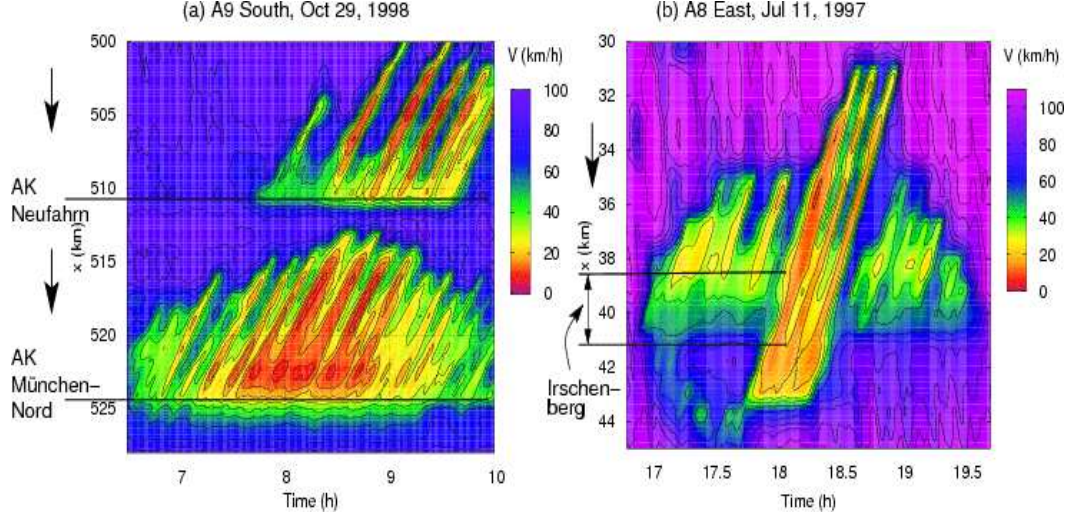 (a) A9 South, Oct 29, 1998
V (km/h)
500
505
510
515
520
525
x (km)
AK
Neufahrn
AK
München–
Nord
7
8
9
10
Time (h)
100
80
60
40
20
0
(b) A8 East, Jul 11, 1997
V (km/h)
30
32
34
36
38
40
42
44
x (km)
Irschen–
berg
17
17.5
18
18.5
19
19.5
Time (h)
100
80
60
40
20
0